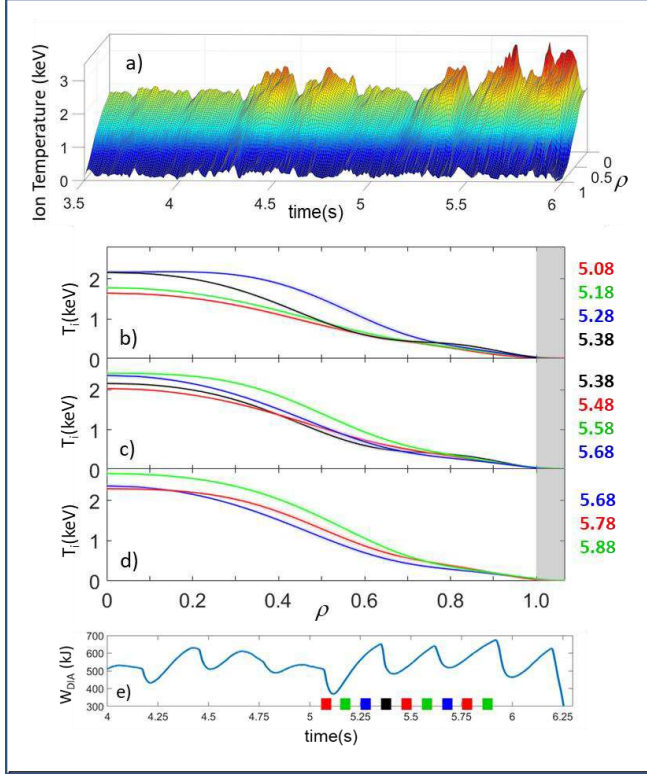 a)
Ion Temperature (keV)
3
2
1
0
3.5
4
4.5
5
5.5
6
time(s)
0
0.5
1
ρ
b)
Tᵢ(keV)
2
1
0
5.08
5.18
5.28
5.38
c)
Tᵢ(keV)
2
1
0
5.38
5.48
5.58
5.68
d)
Tᵢ(keV)
2
1
0
5.68
5.78
5.88
0 0.2 0.4 0.6 0.8 1.0
ρ
e)
W_DIA (kJ)
700
600
500
400
300
4 4.25 4.5 4.75 5 5.25 5.5 5.75 6 6.25
time(s)